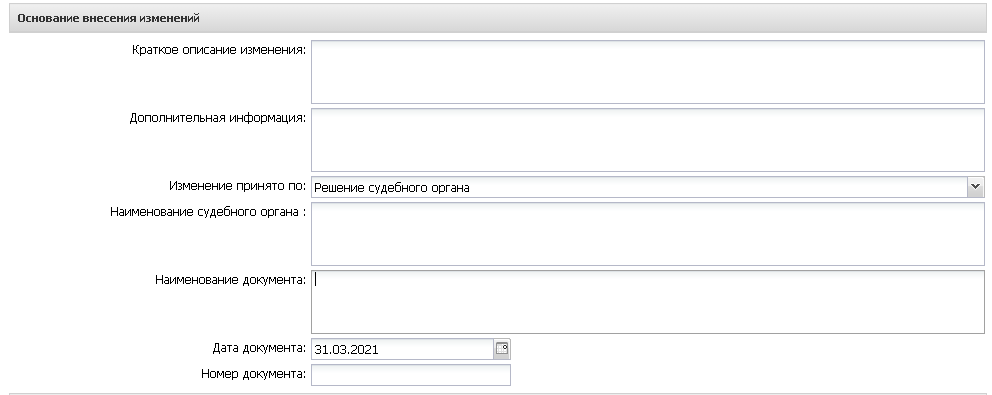 Основание внесения изменений
Краткое описание изменения:
Дополнительная информация:
Изменение принято по: Решение судебного органа
Наименование судебного органа :
Наименование документа:
Дата документа: 31.03.2021
Номер документа: